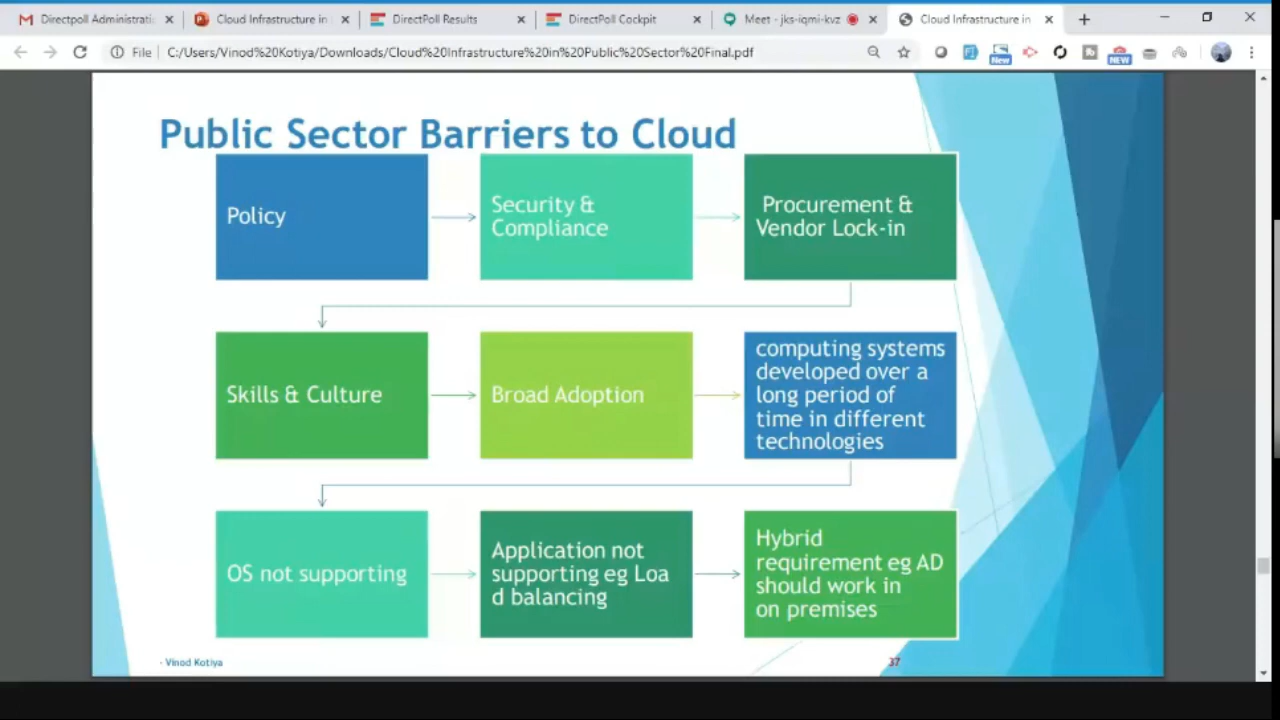 Directpoll Administrati
Cloud Infrastructure in
DirectPoll Results
DirectPoll Cockpit
Meet - jks-iqmi-kvz
Cloud Infrastructure in
File | C:/Users/Vinod%20Kotiya/Downloads/Cloud%20Infrastructure%20in%20Public%20Sector%20Final.pdf
New
NEW
Public Sector Barriers to Cloud
Policy
Security &
Compliance
Procurement &
Vendor Lock-in
Skills & Culture
Broad Adoption
computing systems
developed over a
long period of
time in different
technologies
OS not supporting
Application not
supporting eg Loa
d balancing
Hybrid
requirement eg AD
should work in
on premises
- Vinod Kotiya
37